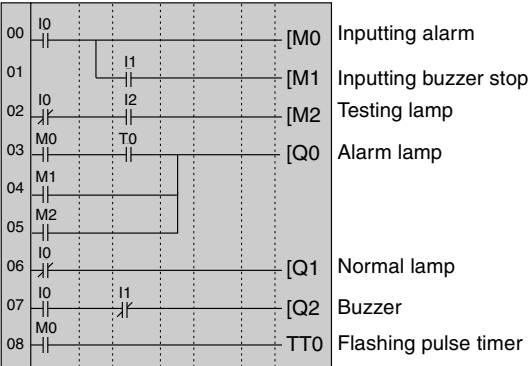 I0
00 [M0 Inputting alarm
I1
01 [M1 Inputting buzzer stop
I0 I2
02 [M2 Testing lamp
M0 T0
03 [Q0 Alarm lamp
M1
04
M2
05
I0
06 [Q1 Normal lamp
I0 I1
07 [Q2 Buzzer
M0
08 TT0 Flashing pulse timer